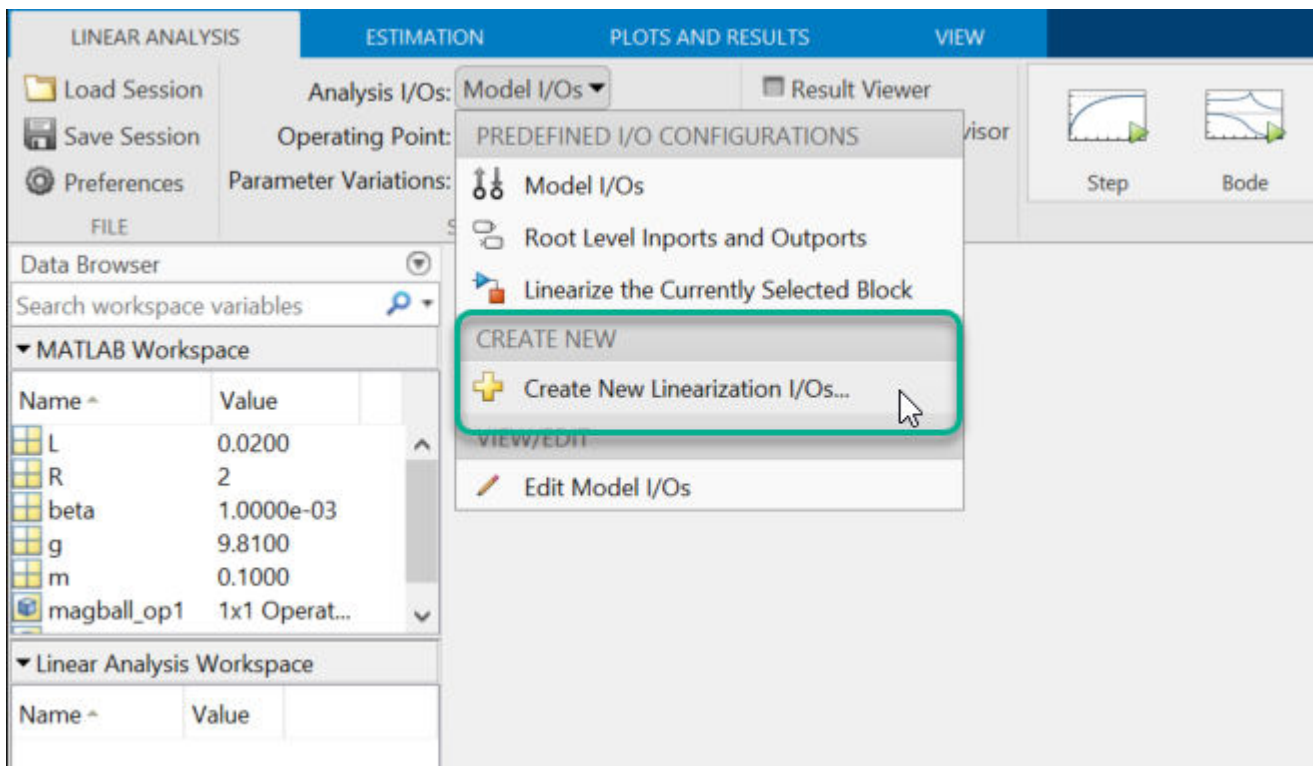 LINEAR ANALYSIS ESTIMATION PLOTS AND RESULTS VIEW
Load Session Analysis I/Os: Model I/Os Result Viewer
Save Session Operating Point: PREDEFINED I/O CONFIGURATIONS
Preferences Parameter Variations: Model I/Os Step Bode
FILE
Root Level Inports and Outports
Data Browser
Linearize the Currently Selected Block
Search workspace variables
CREATE NEW
MATLAB Workspace
Create New Linearization I/Os...
Name Value
VIEW/EDIT
L 0.0200
R 2
Edit Model I/Os
beta 1.0000e-03
g 9.8100
m 0.1000
magball_op1 1x1 Operat...
Linear Analysis Workspace
Name Value